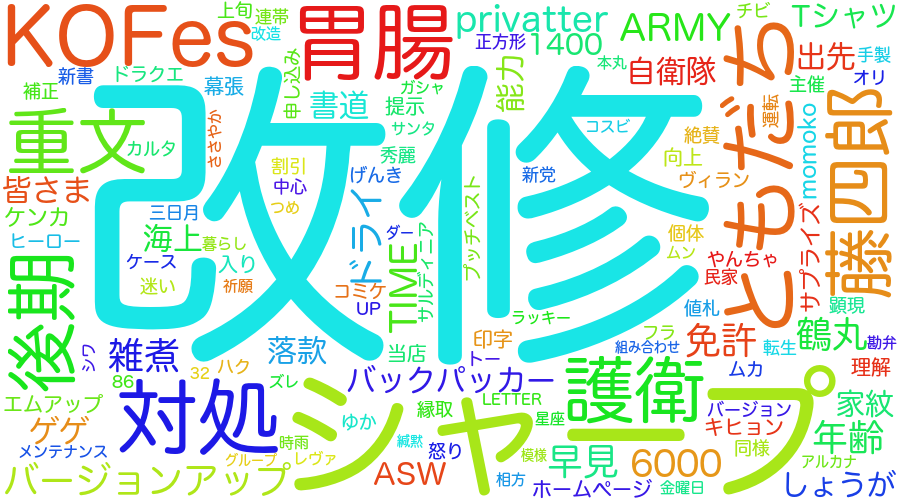 KOFes
上旬
連帯
改造
胃腸
privatter
正方形
1400
ARMY
チビ
Tシャツ
新書
ドラクエ
補正
幕張
申し込み
書道
ガシャ
提示
サンタ
能力
自衛隊
ともだち
出先
手製
オリ
主催
本丸
運転
コスビ
絶賛
重文
カルタ
ささやか
改修
秀麗
割引
中心
つめ
げんき
新党
向上
ヴィラン
momoko
藤四郎
皆さま
ケンカ
ヒーロー
三日月
海上
暮らし
ケース
入り
迷い
祈願
ドライ
ダー
TIME
サルディニア
プッチベスト
個体
ムン
やんちゃ
民家
サプライズ
後期
コミケ
UP
ラッキー
値札
顕現
シワ
雑煮
落款
当店
印字
フラ
組み合わせ
免許
転生
鶴丸
勘弁
86
32
ハク
ズレ
バックパッカー
トー
護衛
ムカ
理解
エムアップ
対処
シャープ
縁取
LETTER
星座
バージョン
家紋
ゲゲ
メンテナンス
時雨
ゆか
緘黙
怒り
模様
キヒョン
同様
年齢
バージョンアップ
グループ
レヴァ
ASW
相方
ホームページ
早見
6000
金曜日
アルカナ
しょうが